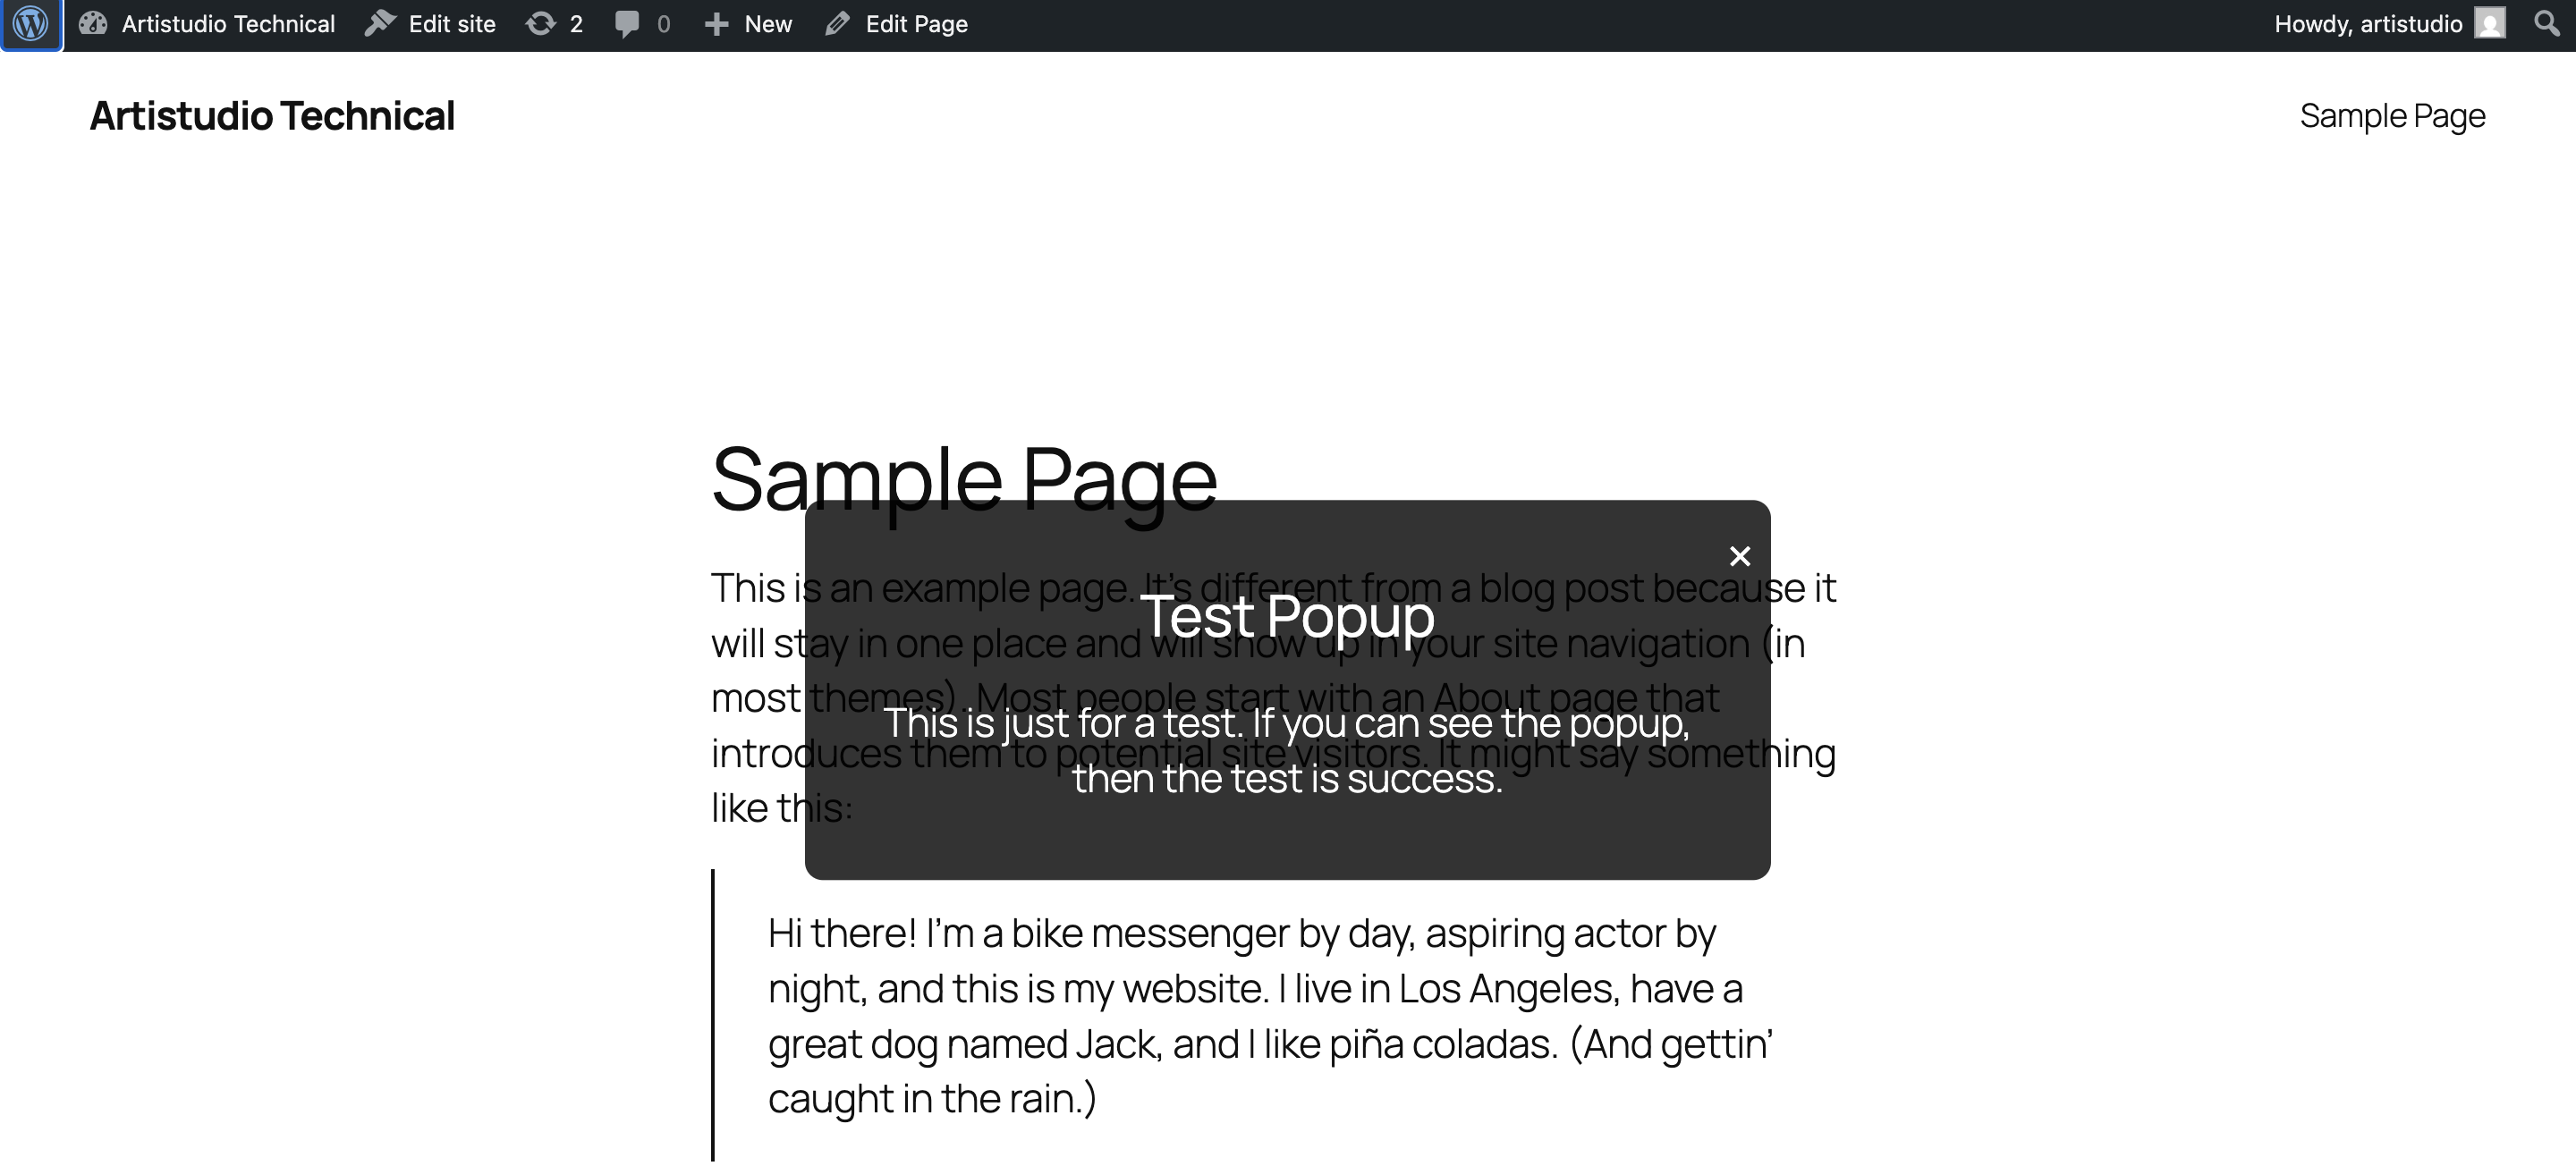 Artistudio Technical Edit site 2 0 New Edit Page Howdy, artistudio
Artistudio Technical Sample Page
Sample Page
×
This is an example page. It's different from a blog post because it
will stay in one place and will show up in your site navigation (in
most themes). Most people start with an About page that
introduces them to potential site visitors. It might say something
like this:
Test Popup
This is just for a test. If you can see the popup,
then the test is success.
Hi there! I'm a bike messenger by day, aspiring actor by
night, and this is my website. I live in Los Angeles, have a
great dog named Jack, and I like piña coladas. (And gettin'
caught in the rain.)